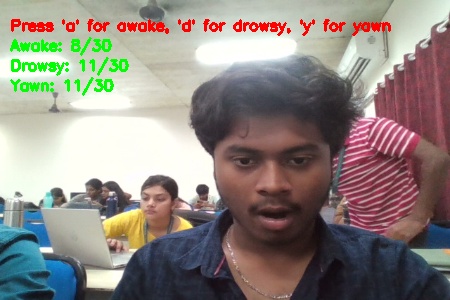 Press 'a' for awake, 'd' for drowsy, 'y' for yawn
Awake: 8/30
Drowsy: 11/30
Yawn: 11/30